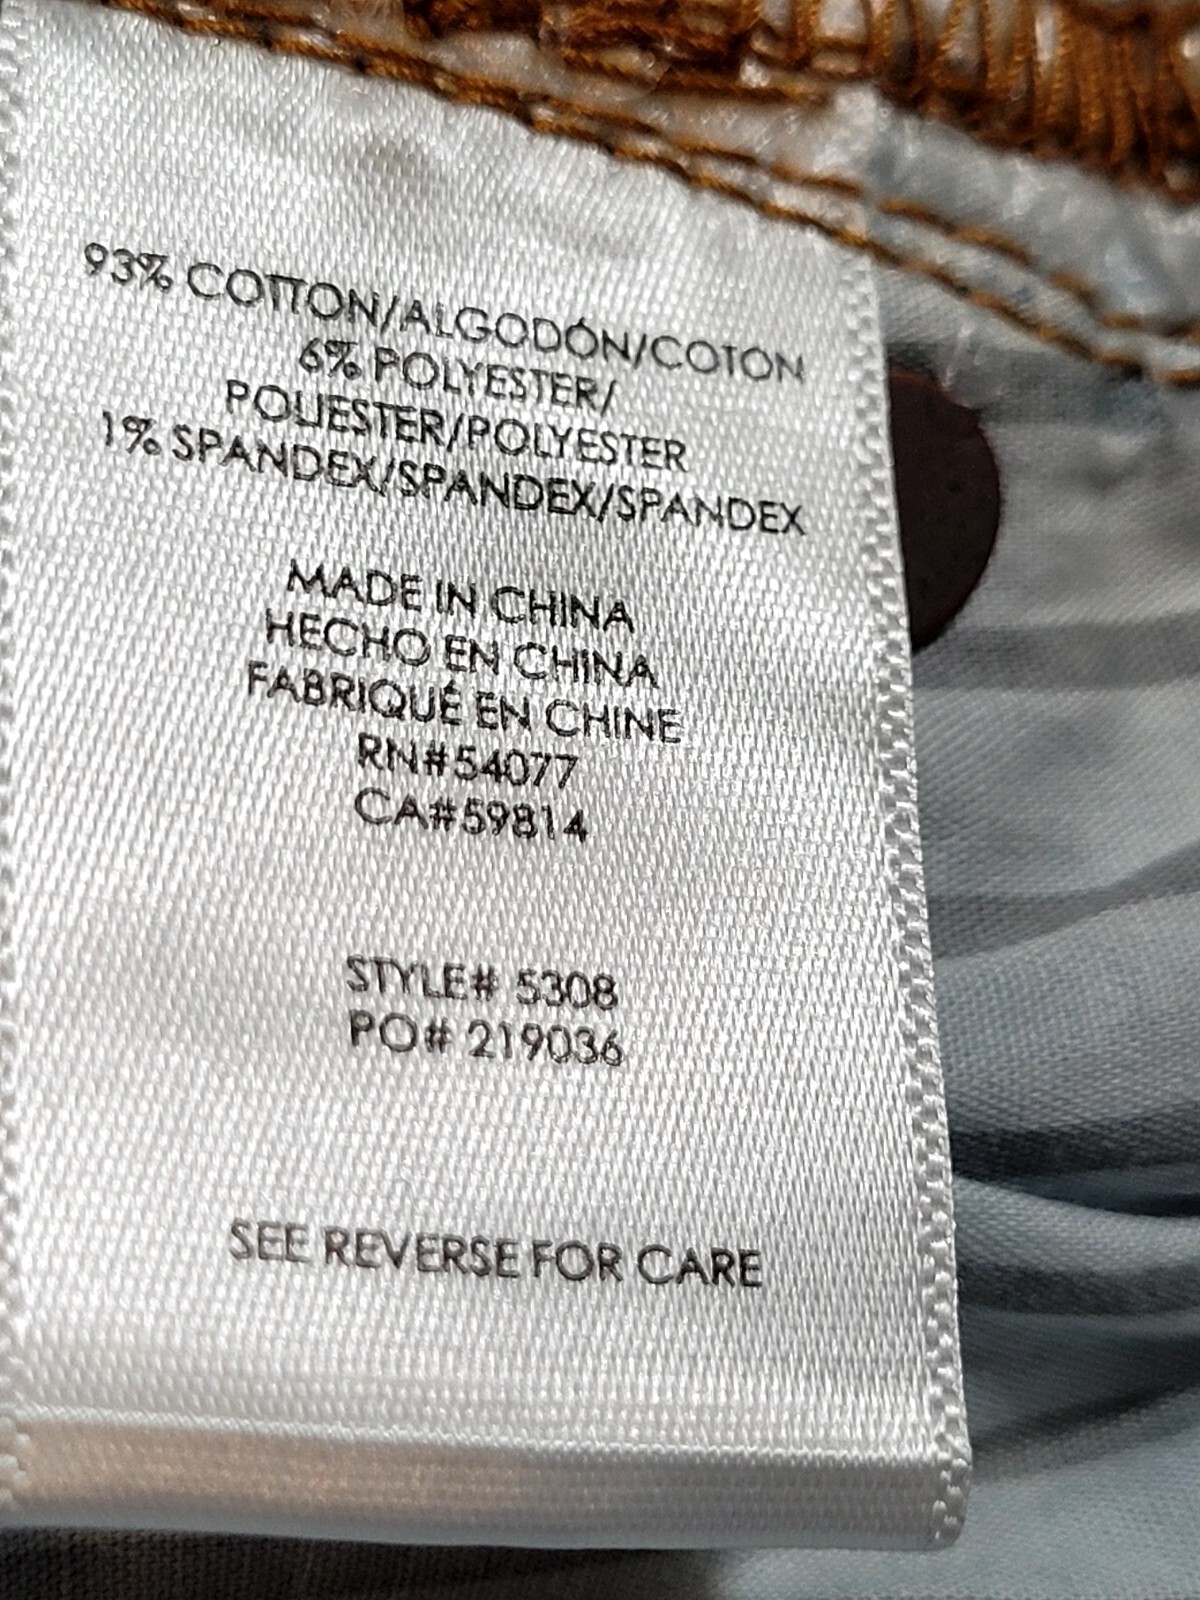 93% COTTON/ALGODÓN/COTON
6% POLYESTER/
POLIESTER/POLYESTER
1% SPANDEX/SPANDEX/SPANDEX
MADE IN CHINA
HECHO EN CHINA
FABRIQUÉ EN CHINE
RN#54077
CA#59814
STYLE# 5308
PO# 219036
SEE REVERSE FOR CARE